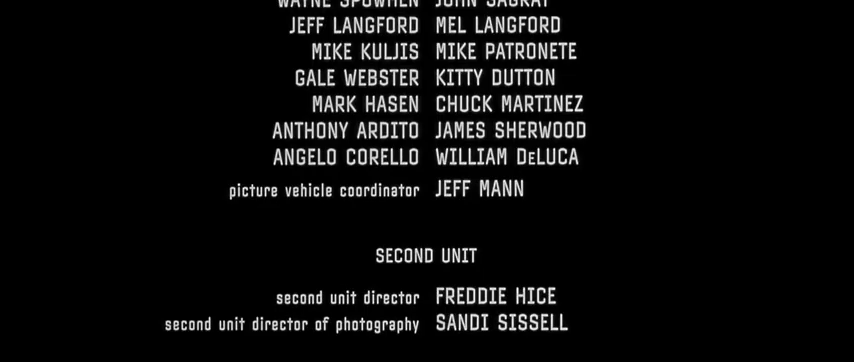 JEFF LANGFORD MEL LANGFORD
MIKE KULJIS MIKE PATRONETE
GALE WEBSTER KITTY DUTTON
MARK HASEN CHUCK MARTINEZ
ANTHONY ARDITO JAMES SHERWOOD
ANGELO CORELLO WILLIAM DeLUCA
picture vehicle coordinator JEFF MANN
SECOND UNIT
second unit director FREDDIE HICE
second unit director of photography SANDI SISSELL